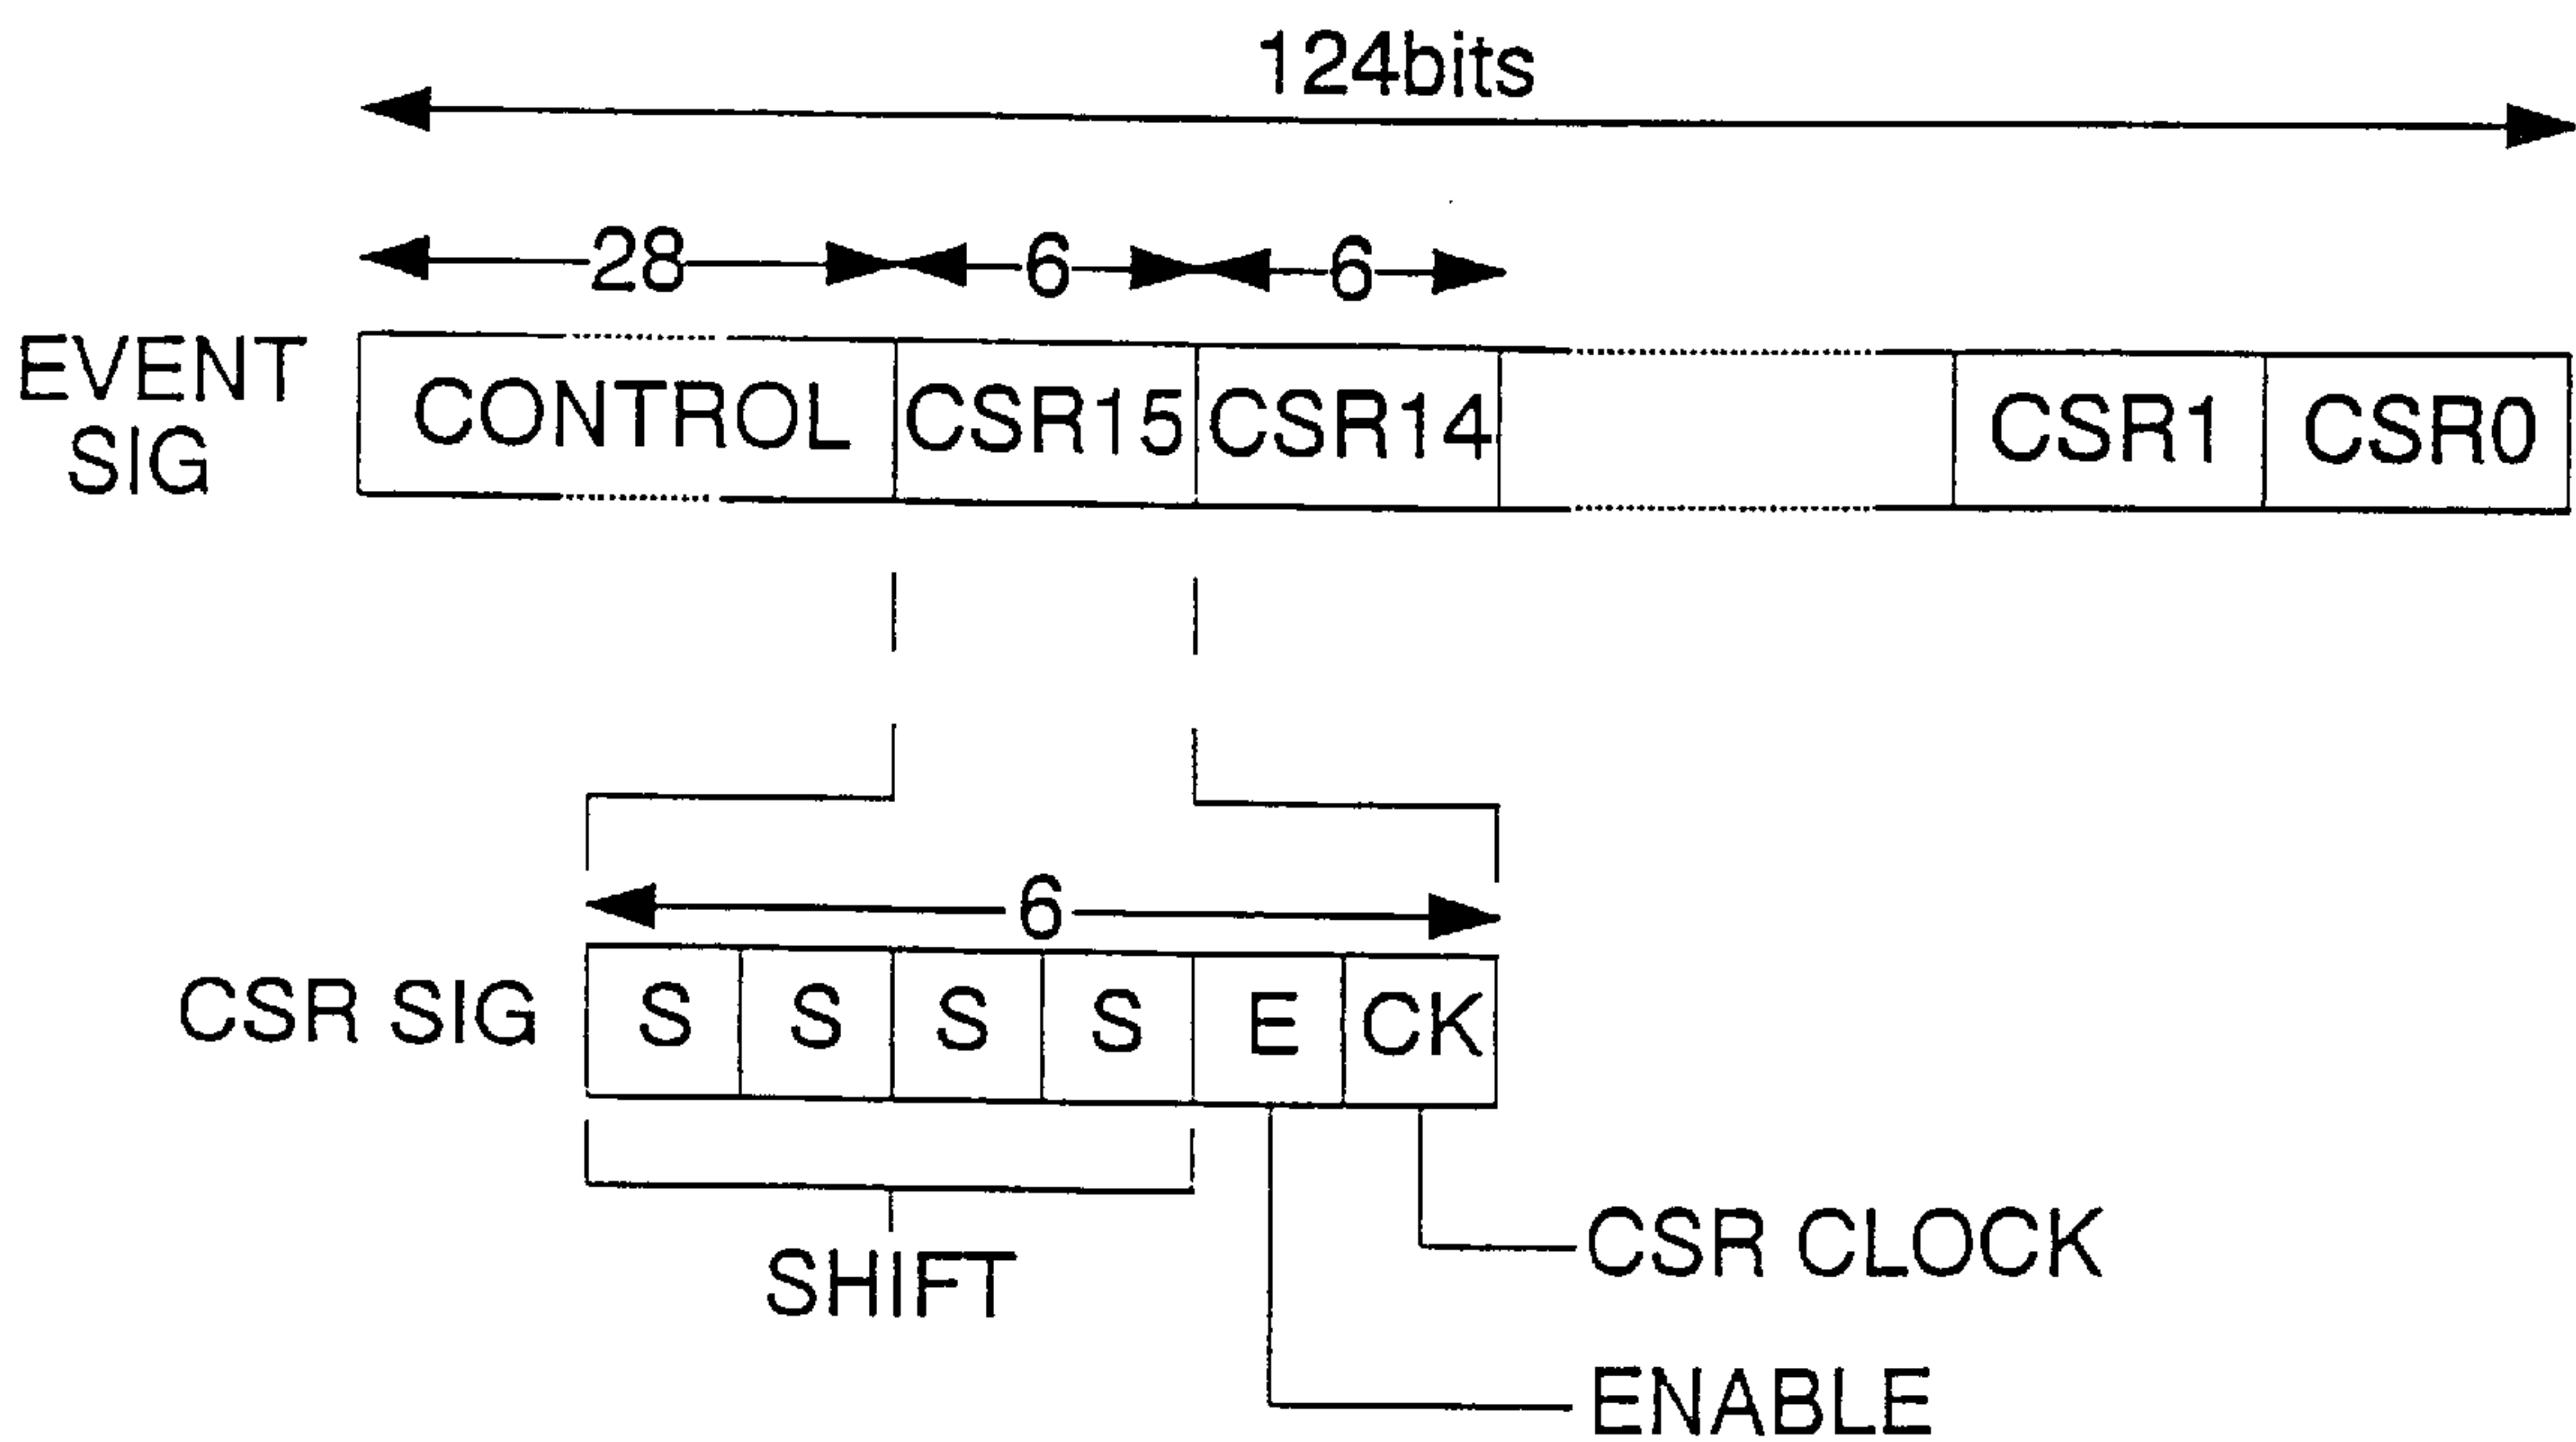 124bits
28 6 6
EVENT
SIG
CONTROL CSR15 CSR14 CSR1 CSR0
6
CSR SIG S S S S E CK
SHIFT
CSR CLOCK
ENABLE